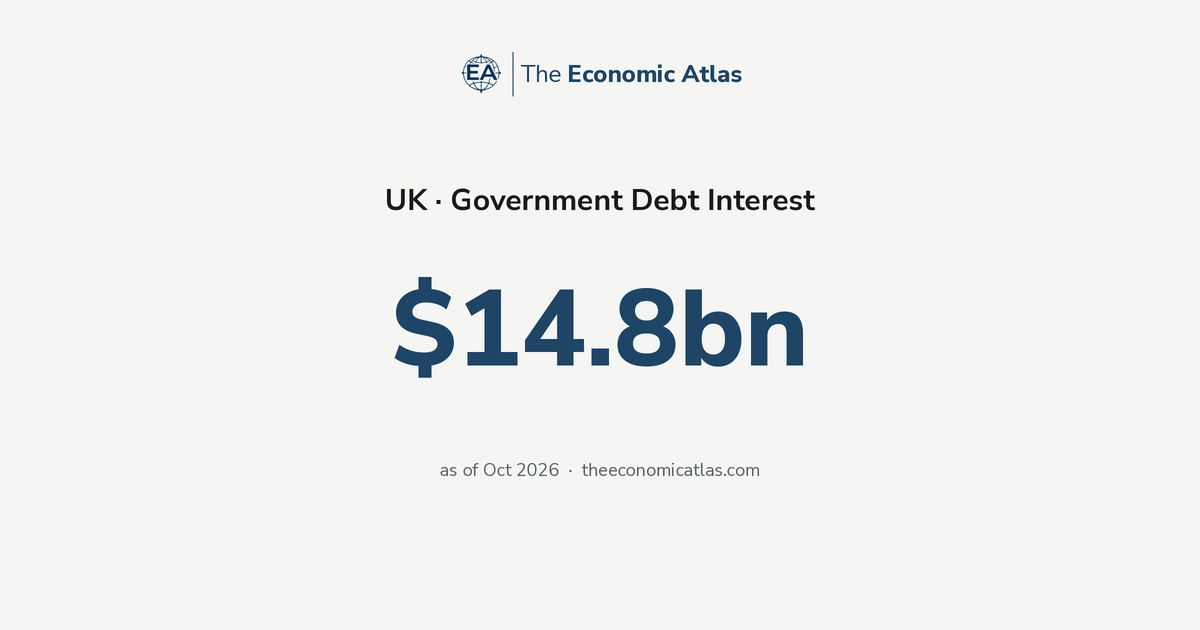 EA The Economic Atlas
UK · Government Debt Interest
$14.8bn
as of Oct 2026 · theeconomicatlas.com